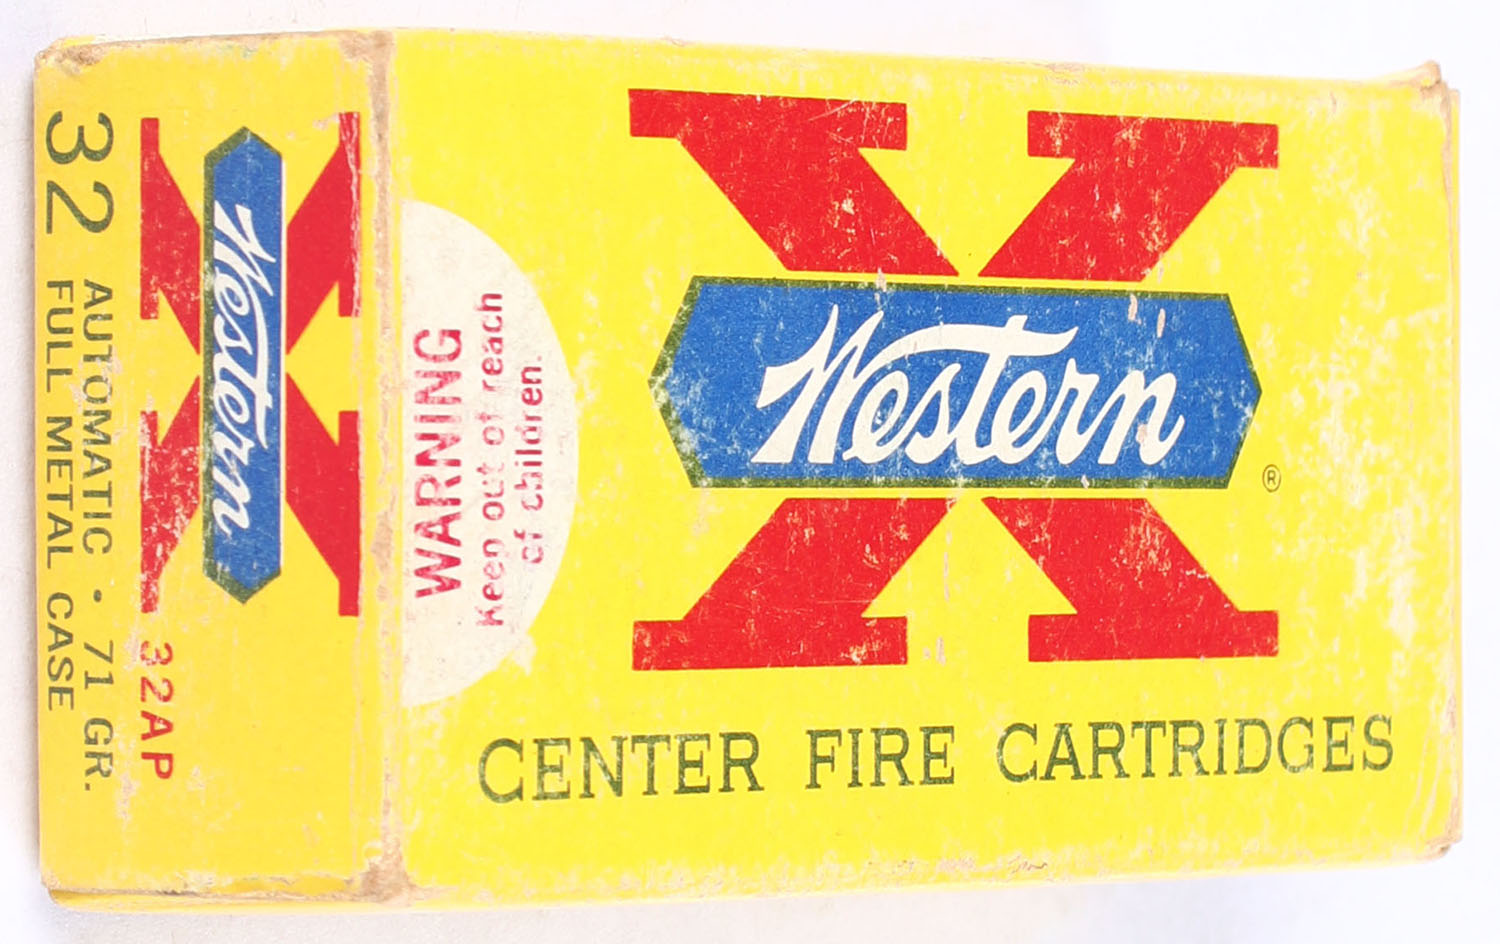 Western
®
CENTER FIRE CARTRIDGES
WARNING
Keep out of reach
of children.
Western
32AP
32 AUTOMATIC • 71 GR.
FULL METAL CASE